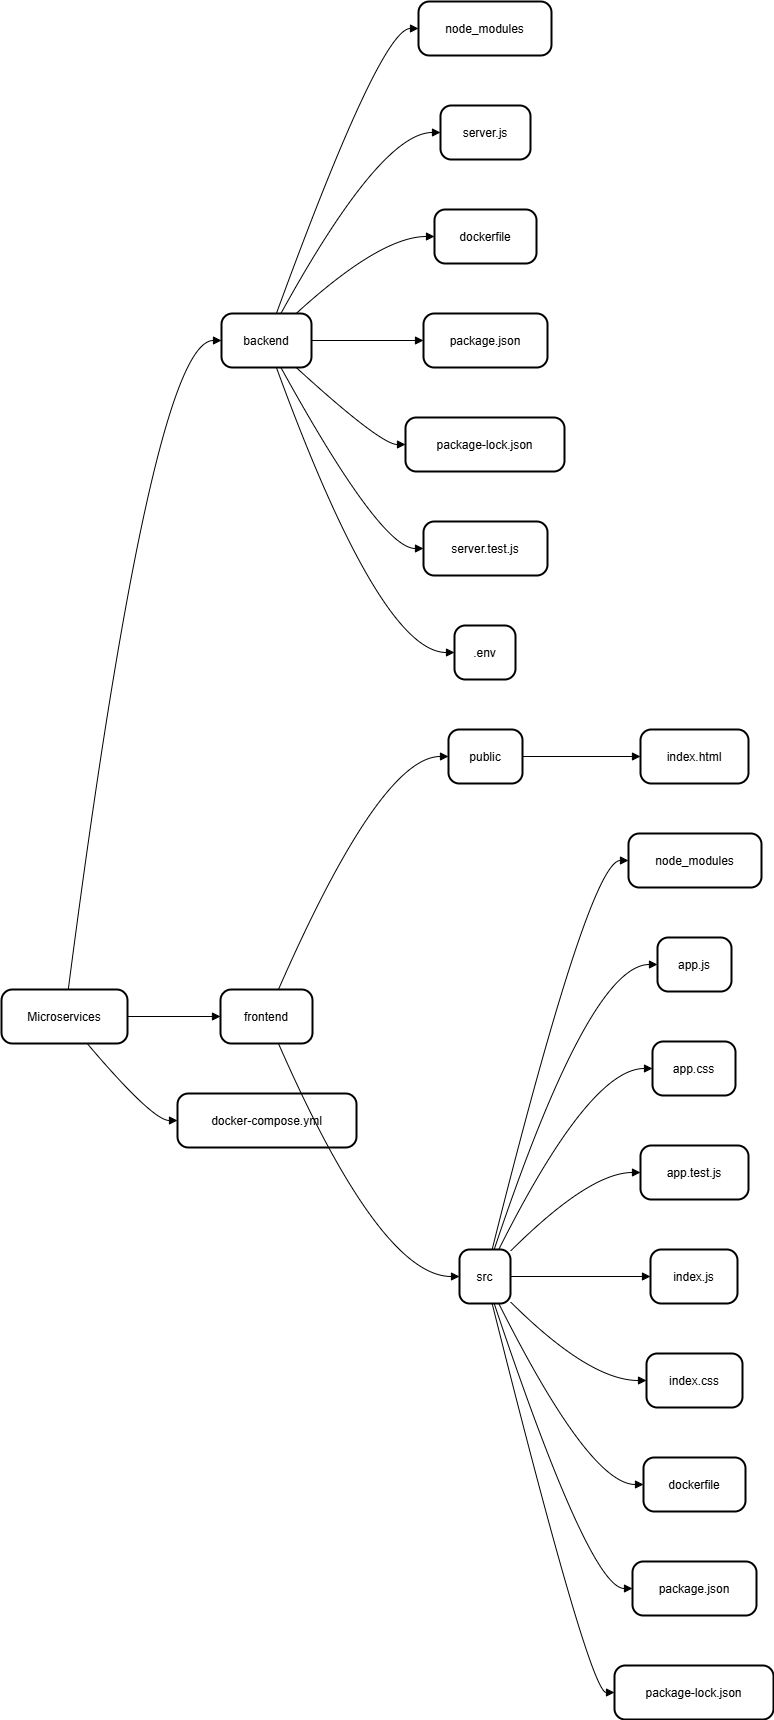 node_modules
server.js
dockerfile
backend
package.json
package-lock.json
server.test.js
.env
public
index.html
node_modules
app.js
Microservices
frontend
app.css
docker-compose.yml
app.test.js
src
index.js
index.css
dockerfile
package.json
package-lock.json